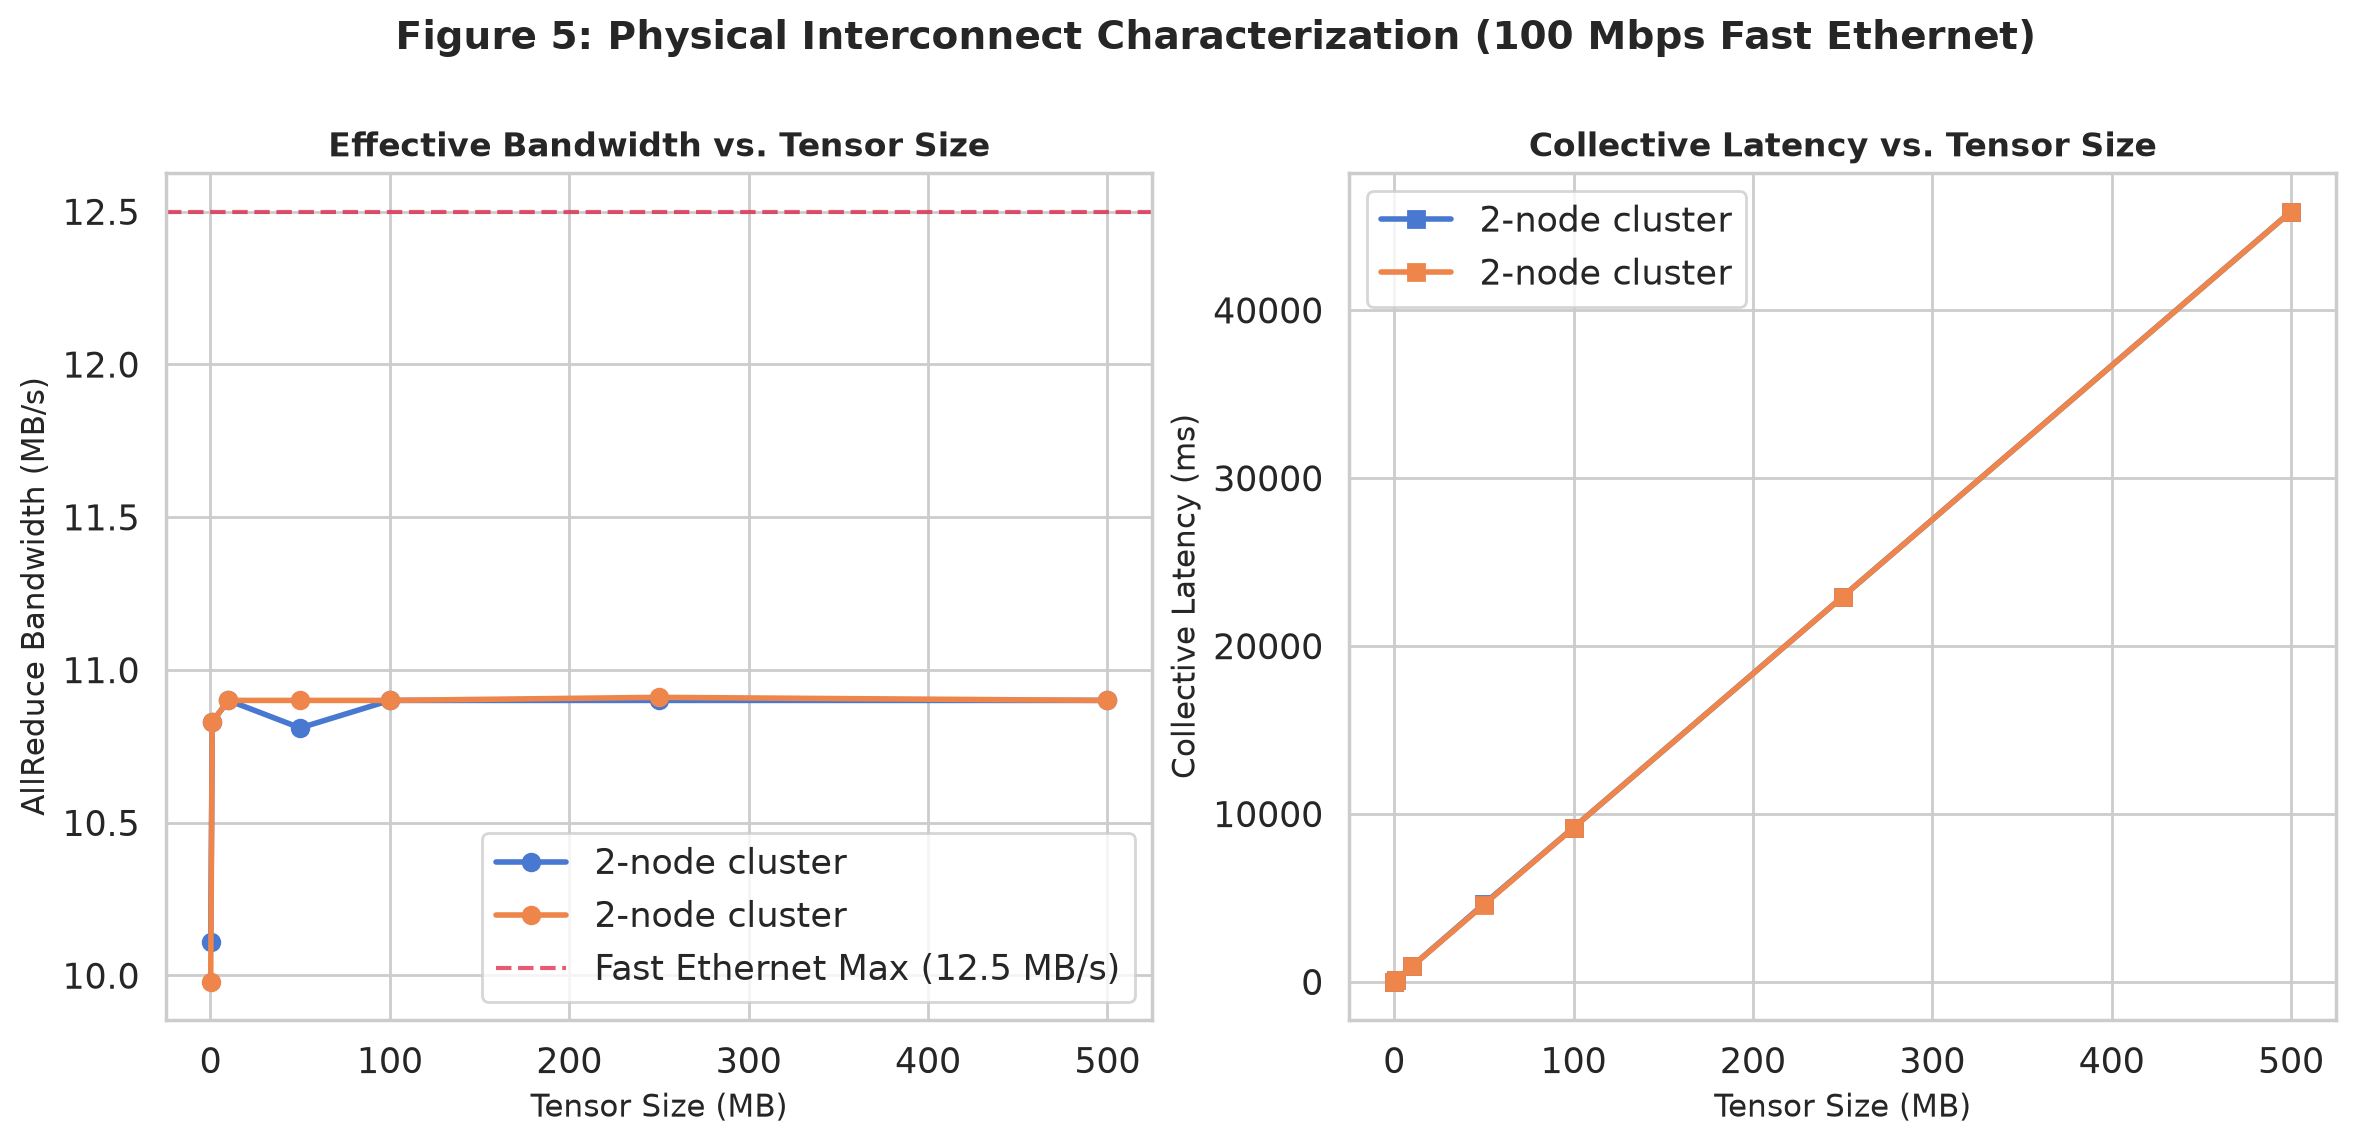 Figure 5: Physical Interconnect Characterization (100 Mbps Fast Ethernet)
Effective Bandwidth vs. Tensor Size
AllReduce Bandwidth (MB/s)
12.5
12.0
11.5
11.0
10.5
10.0
2-node cluster
2-node cluster
Fast Ethernet Max (12.5 MB/s)
0 100 200 300 400 500
Tensor Size (MB)
Collective Latency vs. Tensor Size
Collective Latency (ms)
2-node cluster
2-node cluster
40000
30000
20000
10000
0
0 100 200 300 400 500
Tensor Size (MB)